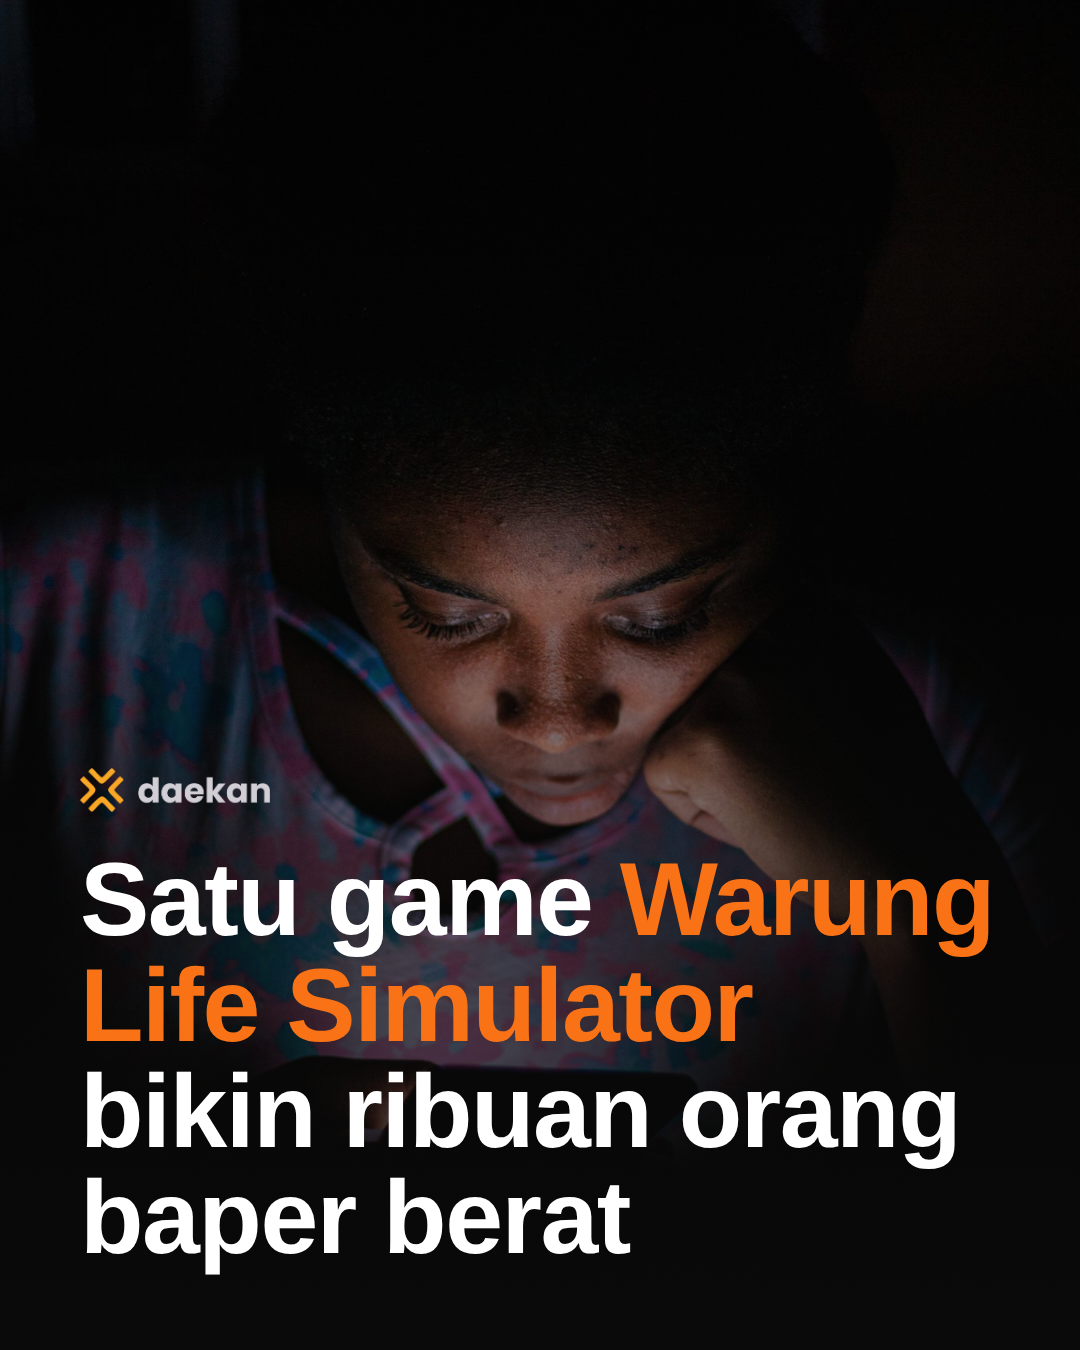 daekan
Satu game Warung
Life Simulator
bikin ribuan orang
baper berat